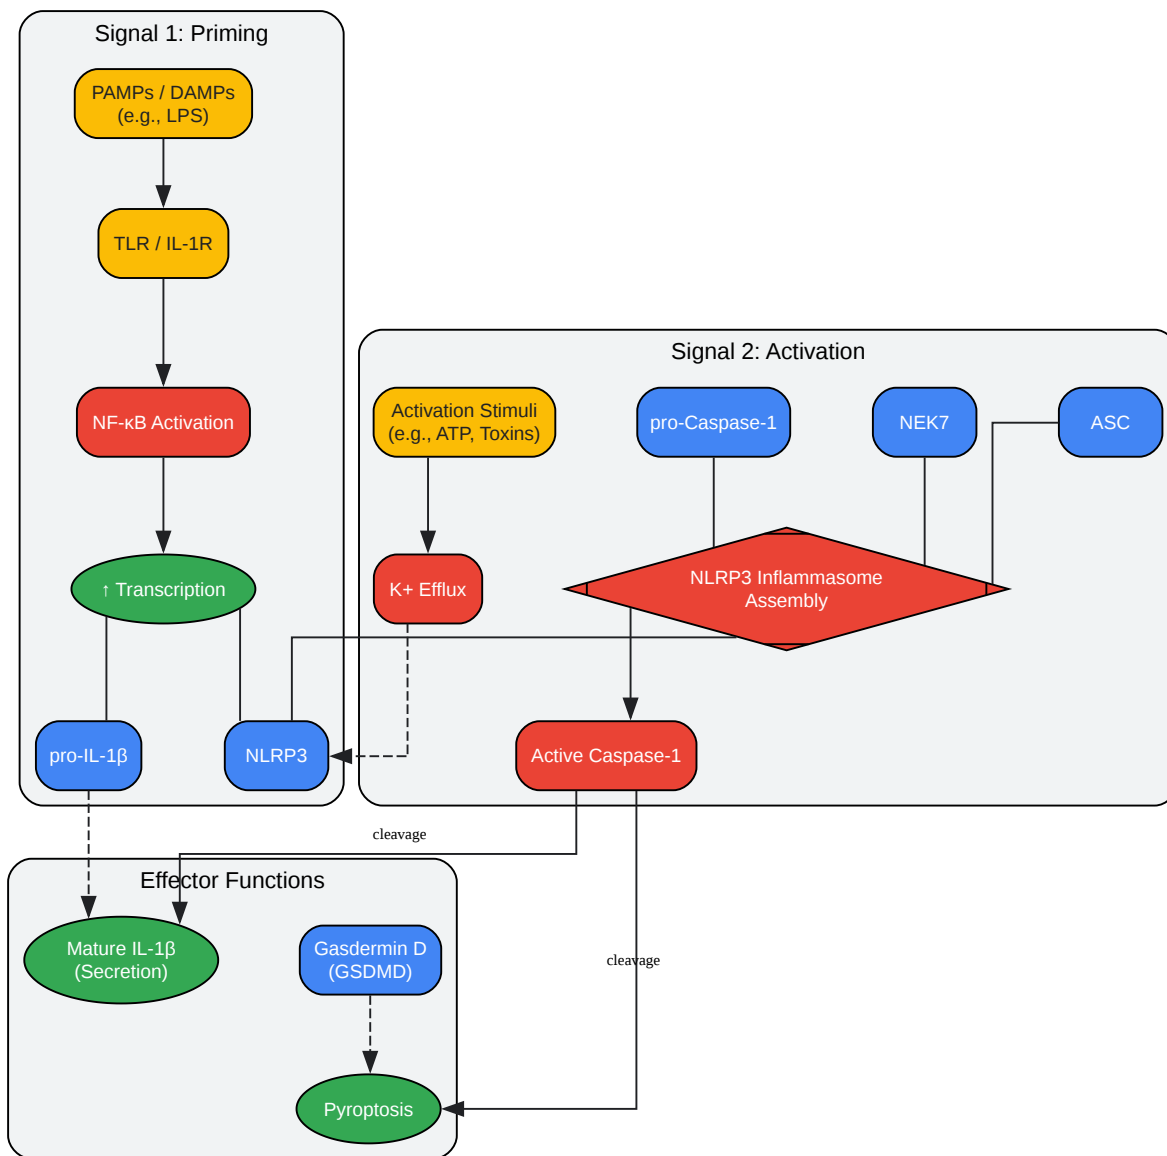 Signal 1: Priming
PAMPs / DAMPs
(e.g., LPS)
TLR / IL-1R
NF-κB Activation
↑ Transcription
pro-IL-1β
NLRP3
Signal 2: Activation
Activation Stimuli
(e.g., ATP, Toxins)
pro-Caspase-1
NEK7
ASC
K+ Efflux
NLRP3 Inflammasome
Assembly
Active Caspase-1
cleavage
cleavage
Effector Functions
Mature IL-1β
(Secretion)
Gasdermin D
(GSDMD)
Pyroptosis